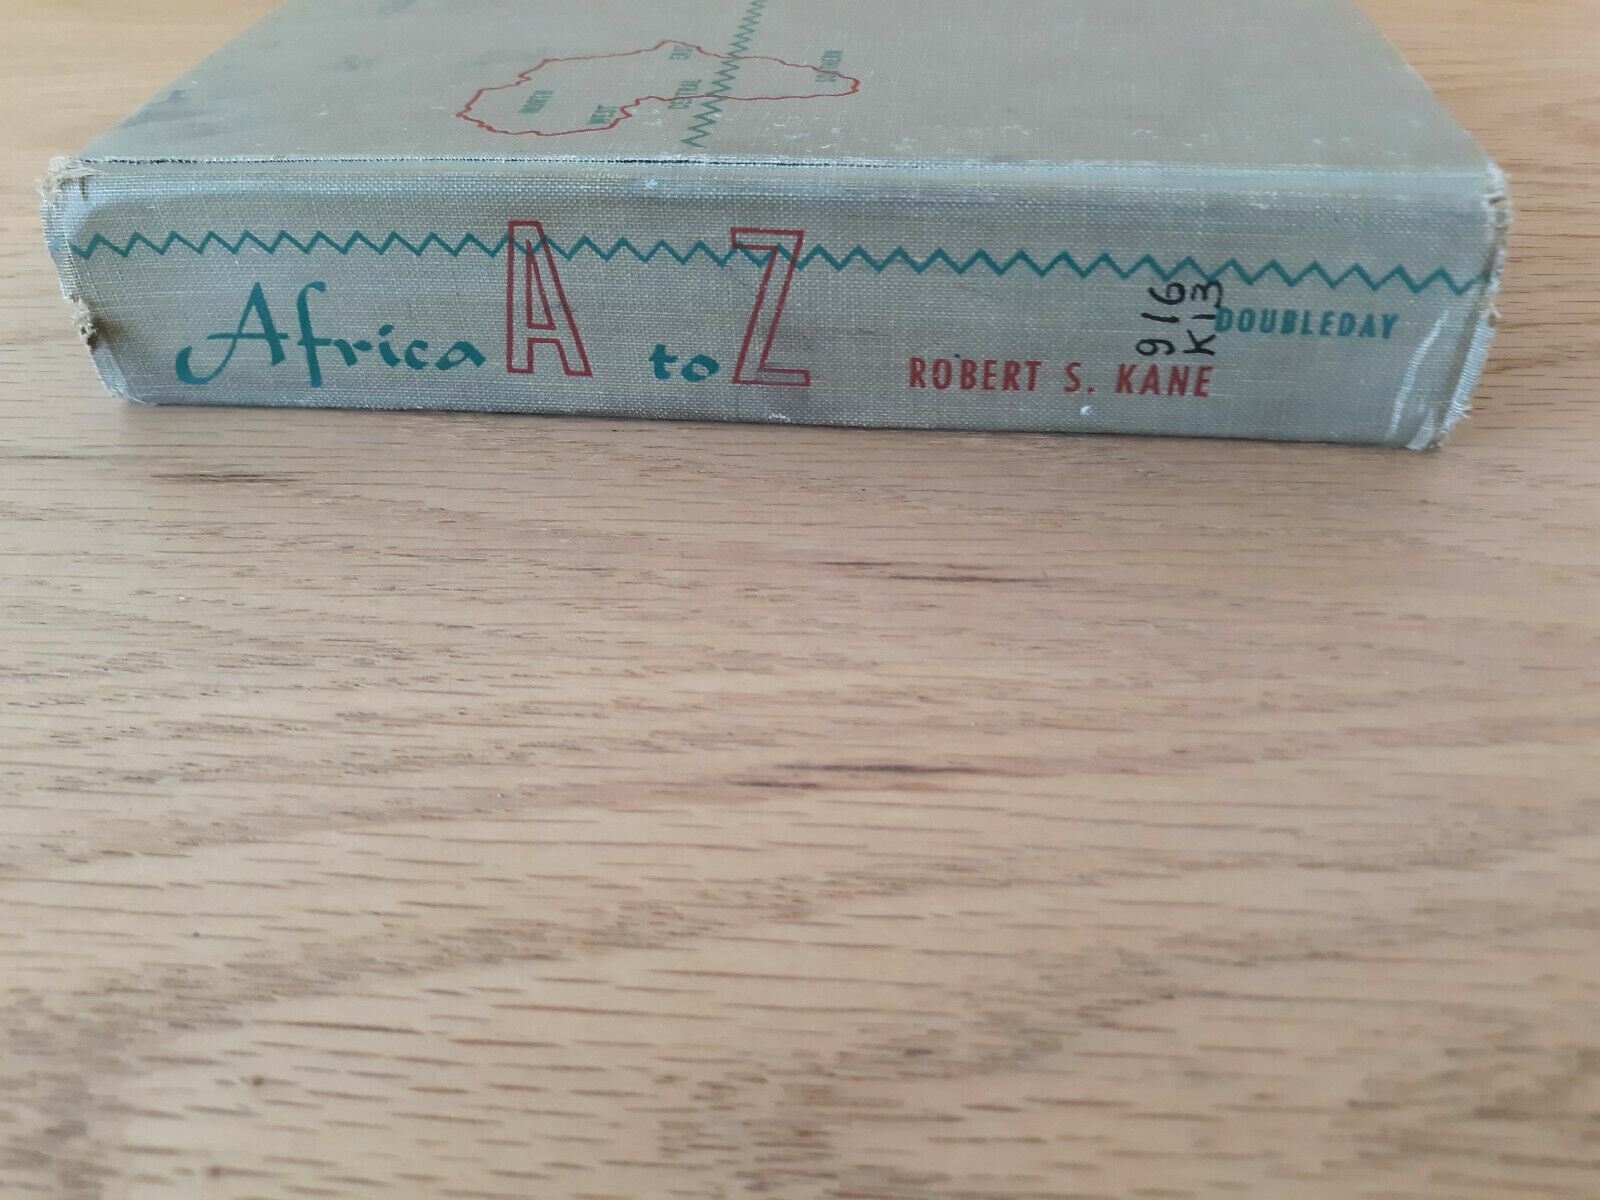 NORTH
WEST
CENTRAL
EAST
SOUTHERN
Africa A to Z
ROBERT S. KANE
916
K13
DOUBLEDAY